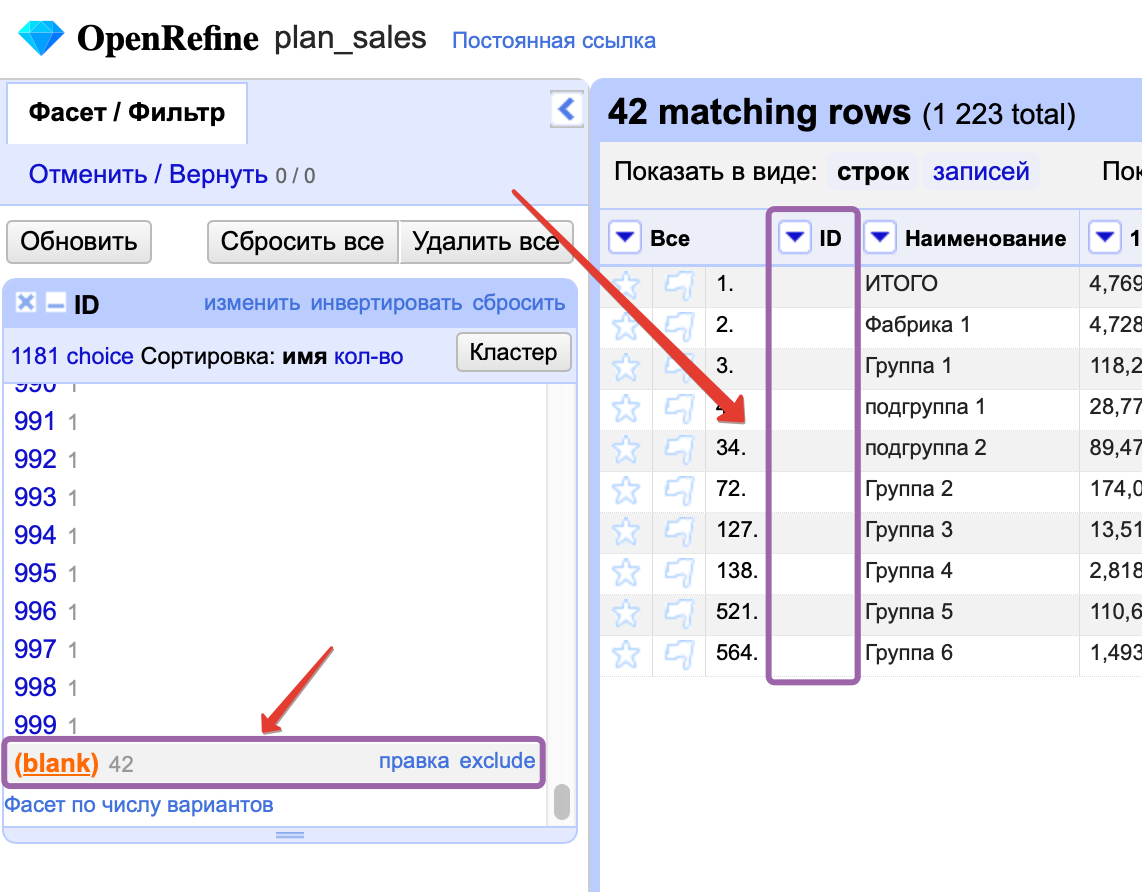 OpenRefine plan_sales Постоянная ссылка
Фасет / Фильтр
Отменить / Вернуть 0 / 0
Обновить Сбросить все Удалить все
ID изменить инвертировать сбросить
1181 choice Сортировка: имя кол-во Кластер
990 1
991 1
992 1
993 1
994 1
995 1
996 1
997 1
998 1
999 1
(blank) 42 правка exclude
Фасет по числу вариантов
42 matching rows (1 223 total)
Показать в виде: строк записей Пок
Все ID Наименование 1
1. ИТОГО 4,769
2. Фабрика 1 4,728
3. Группа 1 118,2
4. подгруппа 1 28,77
34. подгруппа 2 89,47
72. Группа 2 174,0
127. Группа 3 13,51
138. Группа 4 2,818
521. Группа 5 110,6
564. Группа 6 1,493